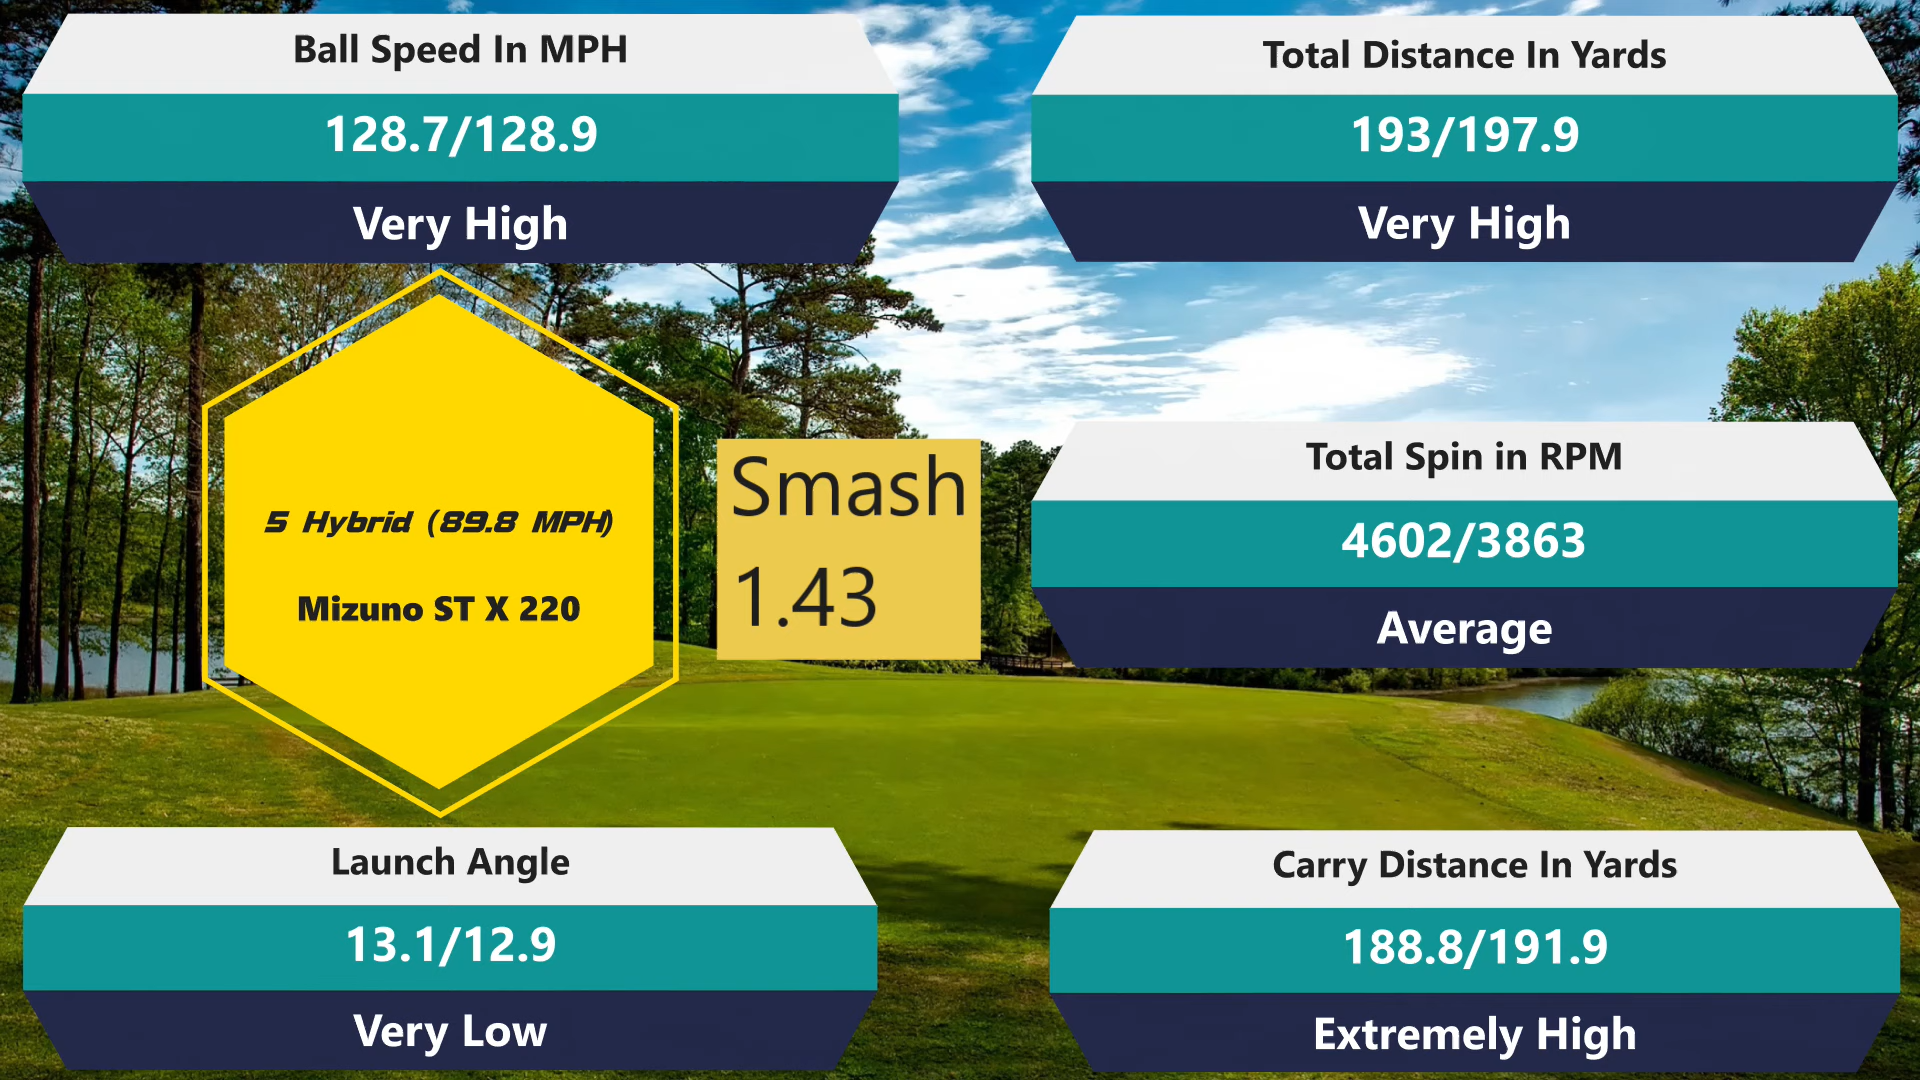 Ball Speed In MPH
128.7/128.9
Very High
Total Distance In Yards
193/197.9
Very High
5 Hybrid (89.8 MPH)
Mizuno ST X 220
Smash
1.43
Total Spin in RPM
4602/3863
Average
Launch Angle
13.1/12.9
Very Low
Carry Distance In Yards
188.8/191.9
Extremely High